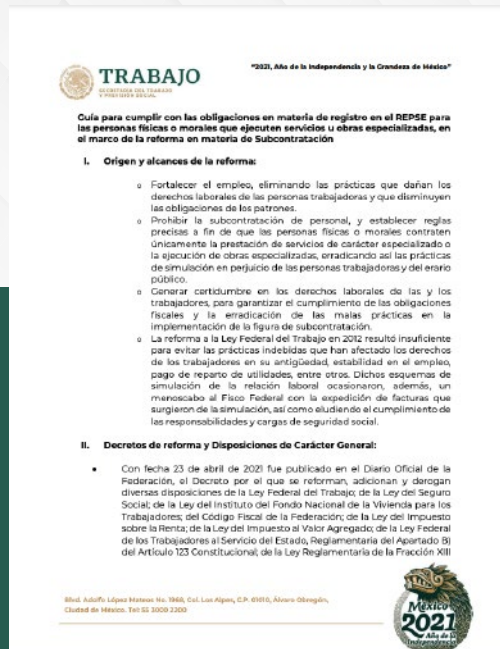 TRABAJO
SECRETARÍA DEL TRABAJO
Y PREVISIÓN SOCIAL
"2021, Año de la Independencia y la Grandeza de México"
Guía para cumplir con las obligaciones en materia de registro en el REPSE para
las personas físicas o morales que ejecuten servicios u obras especializadas, en
el marco de la reforma en materia de Subcontratación
I. Origen y alcances de la reforma:
o Fortalecer el empleo, eliminando las prácticas que dañan los
derechos laborales de las personas trabajadoras y que disminuyen
las obligaciones de los patrones.
o Prohibir la subcontratación de personal, y establecer reglas
precisas a fin de que las personas físicas o morales contraten
únicamente la prestación de servicios de carácter especializado o
la ejecución de obras especializadas, erradicando así las prácticas
de simulación en perjuicio de las personas trabajadoras y del erario
público.
o Generar certidumbre en los derechos laborales de las y los
trabajadores, para garantizar el cumplimiento de las obligaciones
fiscales y la erradicación de las malas prácticas en la
implementación de la figura de subcontratación.
o La reforma a la Ley Federal del Trabajo en 2012 resultó insuficiente
para evitar las prácticas indebidas que han afectado los derechos
de los trabajadores en su antigüedad, estabilidad en el empleo,
pago de reparto de utilidades, entre otros. Dichos esquemas de
simulación de la relación laboral ocasionaron, además, un
menoscabo al Fisco Federal con la expedición de facturas que
surgieron de la simulación, así como eludiendo el cumplimiento de
las responsabilidades y cargas de seguridad social.
II. Decretos de reforma y Disposiciones de Carácter General:
• Con fecha 23 de abril de 2021 fue publicado en el Diario Oficial de la
Federación, el Decreto por el que se reforman, adicionan y derogan
diversas disposiciones de la Ley Federal del Trabajo; de la Ley del Seguro
Social; de la Ley del Instituto del Fondo Nacional de la Vivienda para los
Trabajadores; del Código Fiscal de la Federación; de la Ley del Impuesto
sobre la Renta; de la Ley del Impuesto al Valor Agregado; de la Ley Federal
de los Trabajadores al Servicio del Estado, Reglamentaria del Apartado B)
del Artículo 123 Constitucional; de la Ley Reglamentaria de la Fracción XIII
Blvd. Adolfo López Mateos No. 1968, Col. Los Alpes, C.P. 01010, Álvaro Obregón,
Ciudad de México. Tel: 55 3000 2200
México
2021
Año de la
Independencia